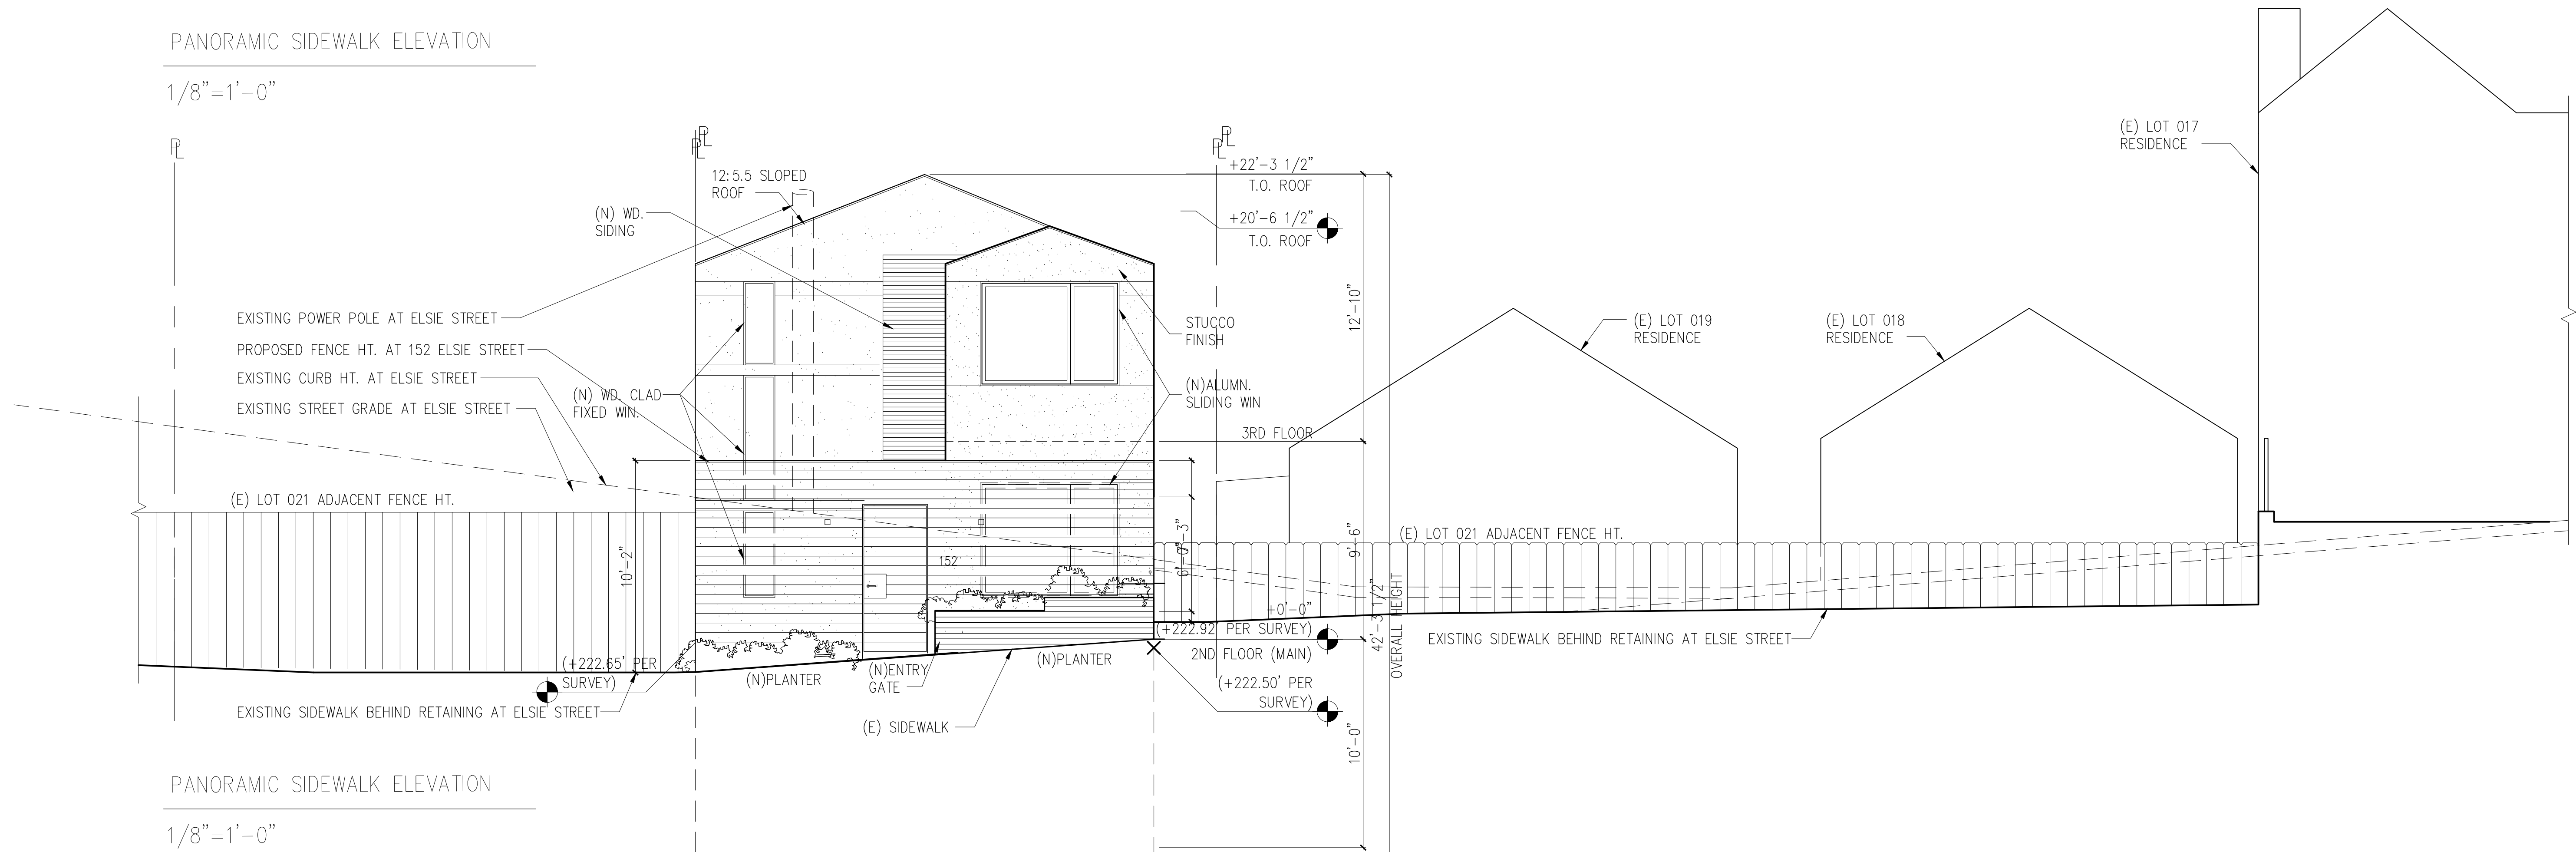 PANORAMIC SIDEWALK ELEVATION
1/8"=1'-0"
PL
PL
PL
PL
PL
+22'-3 1/2"
T.O. ROOF
+20'-6 1/2"
T.O. ROOF
12:5.5 SLOPED
ROOF
(N) WD.
SIDING
(E) LOT 017
RESIDENCE
EXISTING POWER POLE AT ELSIE STREET
PROPOSED FENCE HT. AT 152 ELSIE STREET
EXISTING CURB HT. AT ELSIE STREET
EXISTING STREET GRADE AT ELSIE STREET
(N) WD. CLAD
FIXED WIN.
STUCCO
FINISH
(N)ALUMN.
SLIDING WIN
12'-10"
(E) LOT 019
RESIDENCE
(E) LOT 018
RESIDENCE
3RD FLOOR
(E) LOT 021 ADJACENT FENCE HT.
(E) LOT 021 ADJACENT FENCE HT.
10'-2"
152
6'-0"
9'-6"
+0'-0"
(+222.92' PER SURVEY)
2ND FLOOR (MAIN)
(+222.50' PER
SURVEY)
42'-3 1/2"
OVERALL HEIGHT
10'-0"
(+222.65' PER
SURVEY)
(N)PLANTER
(N)ENTRY
GATE
(N)PLANTER
(E) SIDEWALK
EXISTING SIDEWALK BEHIND RETAINING AT ELSIE STREET
EXISTING SIDEWALK BEHIND RETAINING AT ELSIE STREET
PANORAMIC SIDEWALK ELEVATION
1/8"=1'-0"